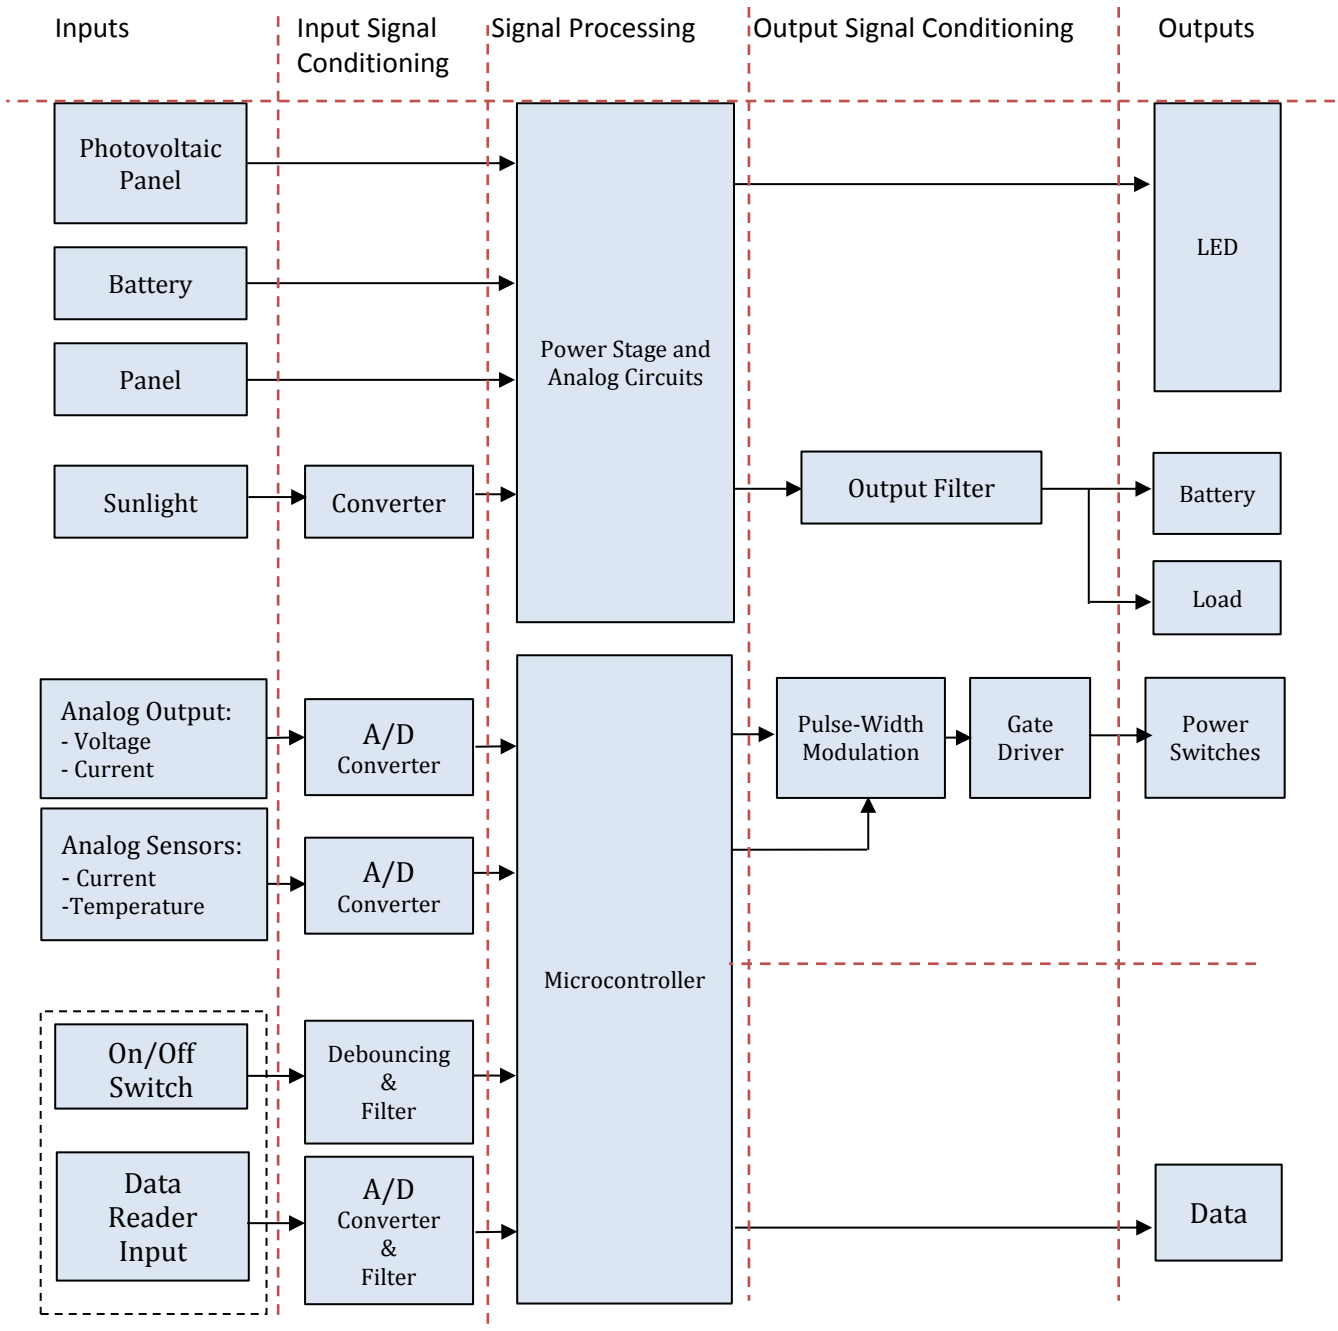 Inputs
Input Signal
Conditioning
Signal Processing
Output Signal Conditioning
Outputs
Photovoltaic
Panel
Battery
Panel
Sunlight
Converter
Power Stage and
Analog Circuits
Output Filter
LED
Battery
Load
Analog Output:
- Voltage
- Current
A/D
Converter
Analog Sensors:
- Current
-Temperature
A/D
Converter
Microcontroller
Pulse-Width
Modulation
Gate
Driver
Power
Switches
On/Off
Switch
Debouncing
&
Filter
Data
Reader
Input
A/D
Converter
&
Filter
Data